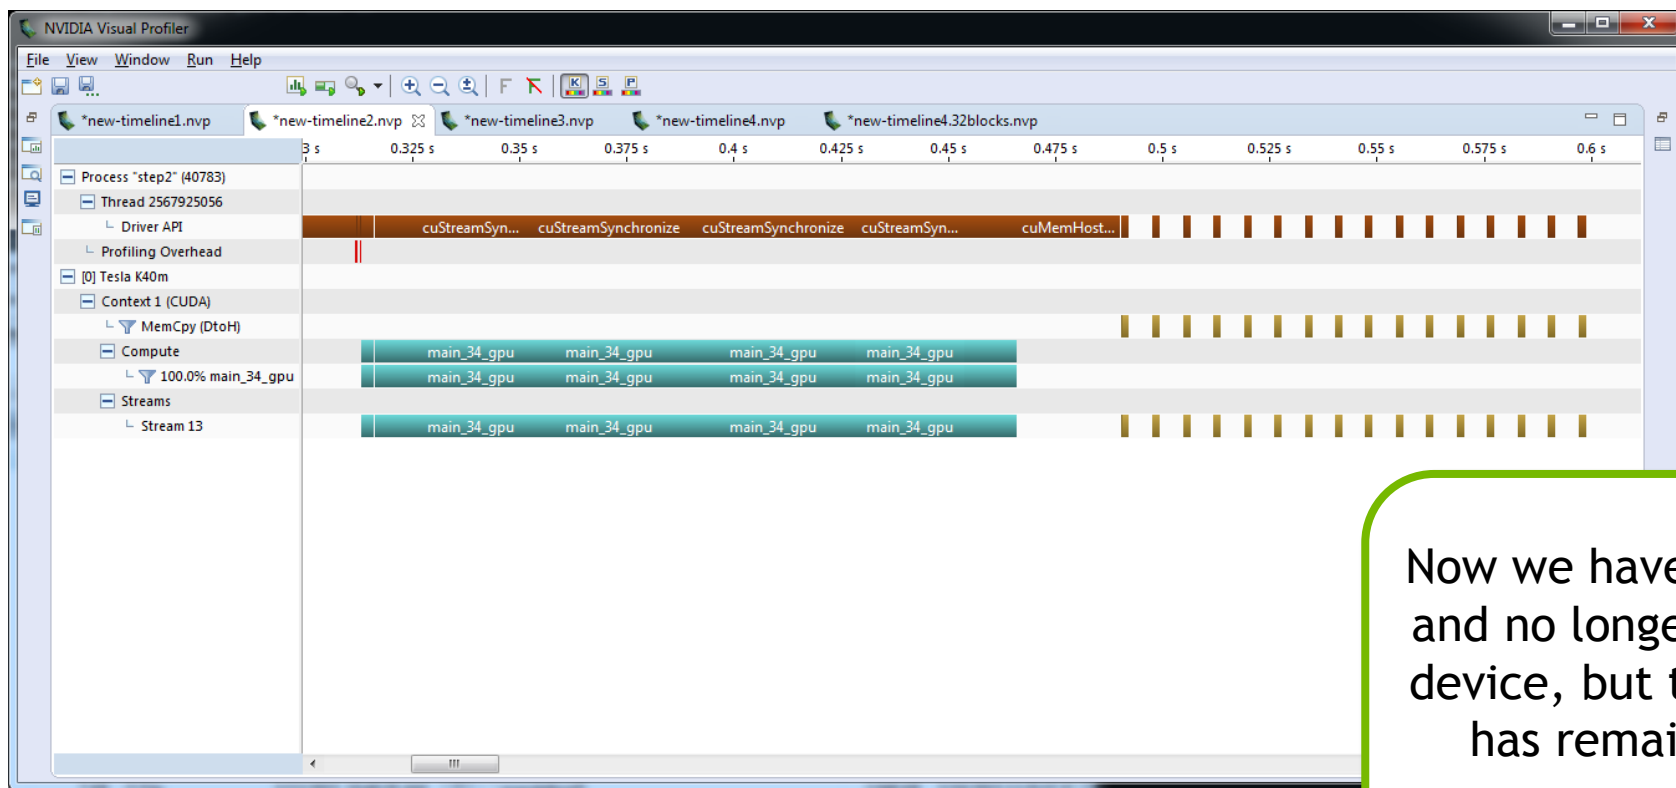 NVIDIA Visual Profiler
File View Window Run Help
F K S P
*new-timeline1.nvp *new-timeline2.nvp *new-timeline3.nvp *new-timeline4.nvp *new-timeline4.32blocks.nvp
3 s 0.325 s 0.35 s 0.375 s 0.4 s 0.425 s 0.45 s 0.475 s 0.5 s 0.525 s 0.55 s 0.575 s 0.6 s
Process "step2" (40783)
Thread 2567925056
Driver API cuStreamSyn... cuStreamSynchronize cuStreamSynchronize cuStreamSyn... cuMemHost...
Profiling Overhead
[0] Tesla K40m
Context 1 (CUDA)
MemCpy (DtoH)
Compute main_34_gpu main_34_gpu main_34_gpu main_34_gpu
100.0% main_34_gpu main_34_gpu main_34_gpu main_34_gpu main_34_gpu
Streams
Stream 13 main_34_gpu main_34_gpu main_34_gpu main_34_gpu
Now we have
and no longe
device, but t
has remai